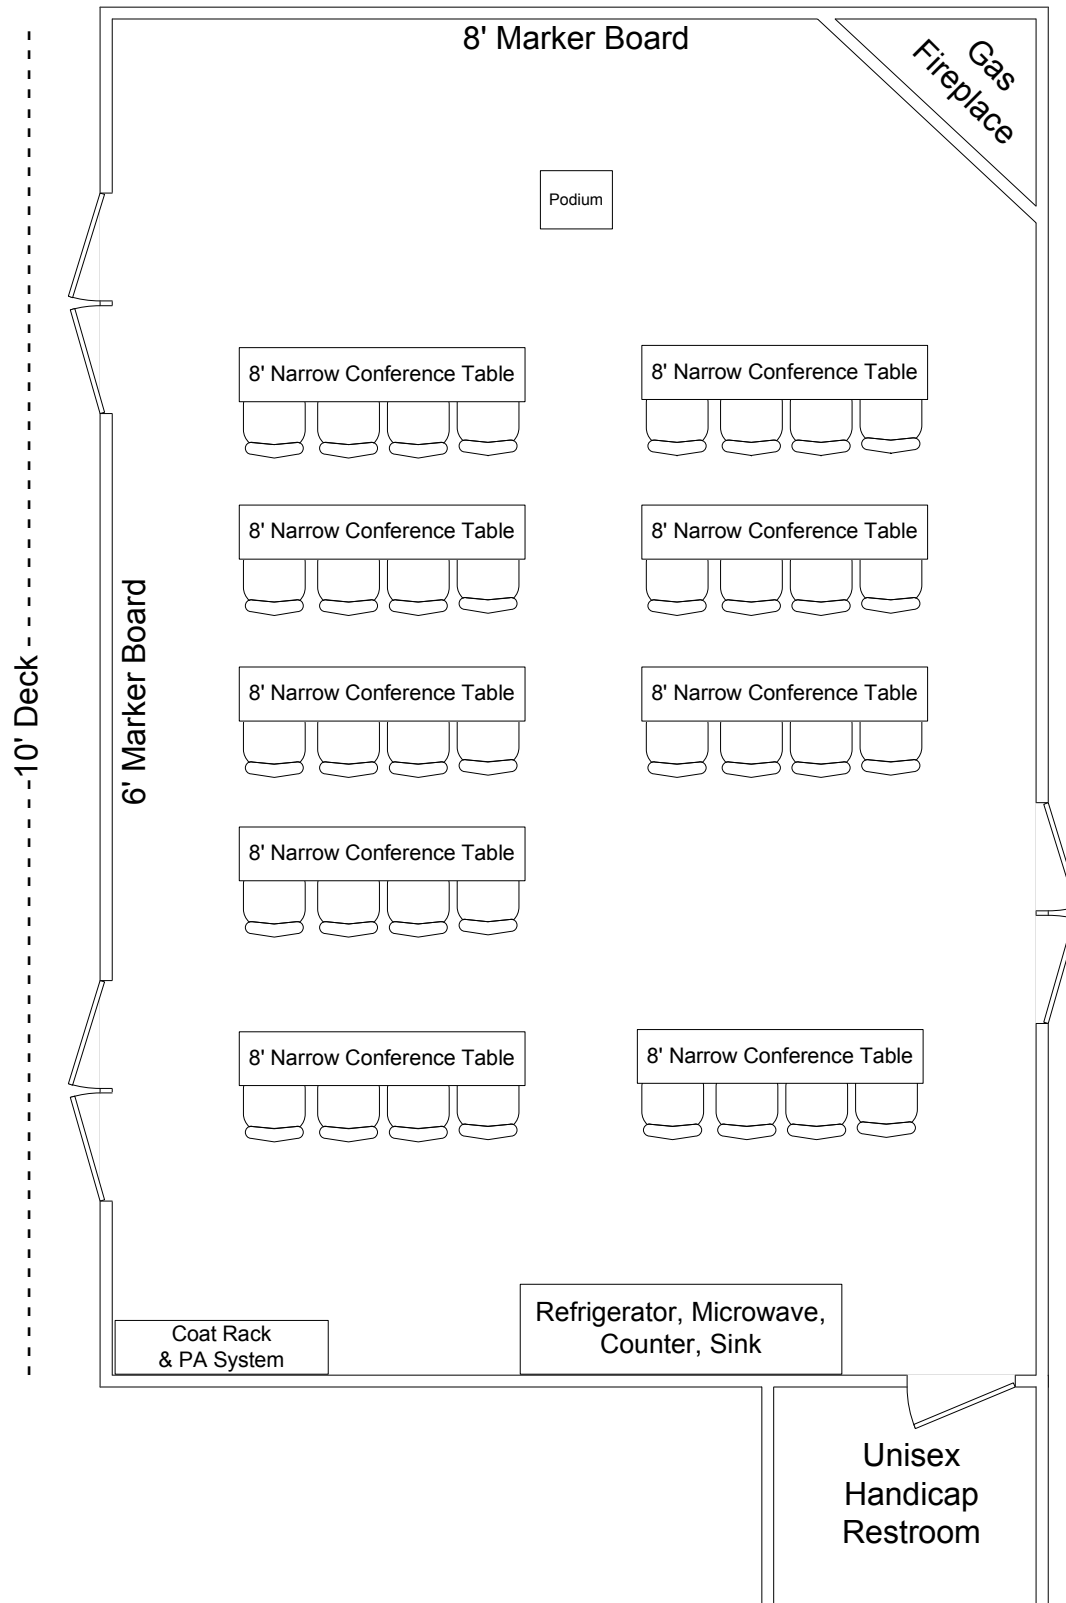 8' Marker Board
Gas
Fireplace
Podium
8' Narrow Conference Table
8' Narrow Conference Table
8' Narrow Conference Table
8' Narrow Conference Table
10' Deck
6' Marker Board
8' Narrow Conference Table
8' Narrow Conference Table
8' Narrow Conference Table
8' Narrow Conference Table
8' Narrow Conference Table
Coat Rack
& PA System
Refrigerator, Microwave,
Counter, Sink
Unisex
Handicap
Restroom